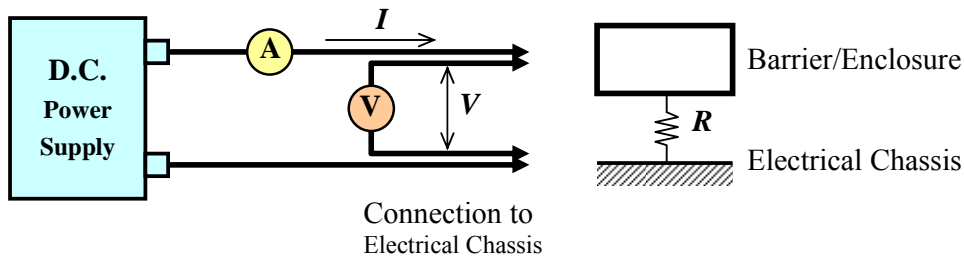 D.C.
Power
Supply
A
I
V
V
Connection to
Electrical Chassis
Barrier/Enclosure
R
Electrical Chassis